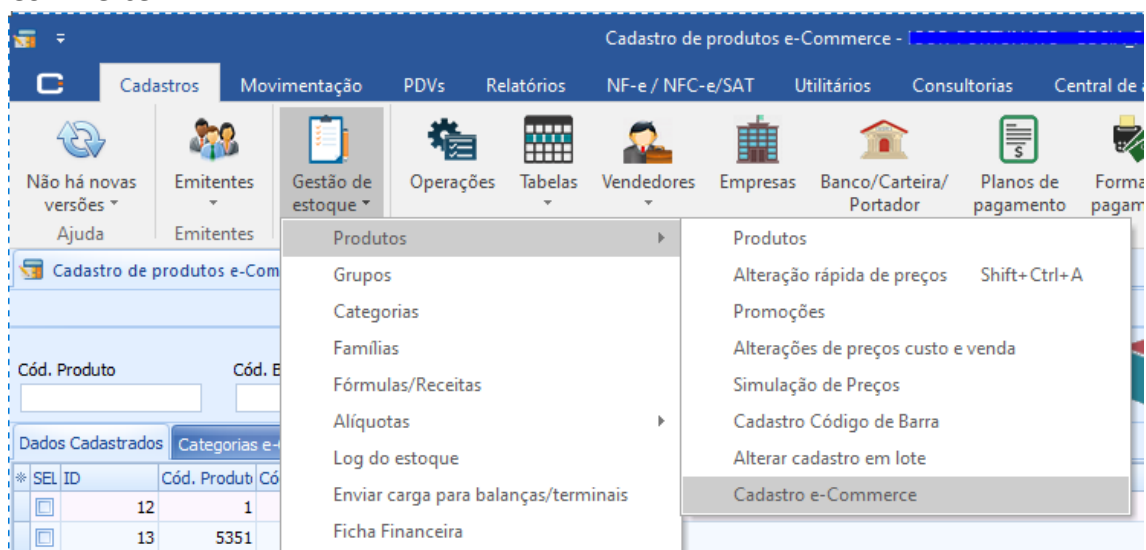 Cadastro de produtos e-Commerce -
Cadastros Movimentação PDVs Relatórios NF-e / NFC-e/SAT Utilitários Consultorias Central de
Não há novas versões
Emitentes
Gestão de estoque
Operações
Tabelas
Vendedores
Empresas
Banco/Carteira/ Portador
Planos de pagamento
Ajuda
Emitentes
Cadastro de produtos e-Com
Cód. Produto
Dados Cadastrados
Categorias e-
SEL ID Cód. Produt
12 1
13 5351
Produtos
Grupos
Categorias
Famílias
Fórmulas/Receitas
Alíquotas
Log do estoque
Enviar carga para balanças/terminais
Ficha Financeira
Produtos
Alteração rápida de preços Shift+Ctrl+A
Promoções
Alterações de preços custo e venda
Simulação de Preços
Cadastro Código de Barra
Alterar cadastro em lote
Cadastro e-Commerce